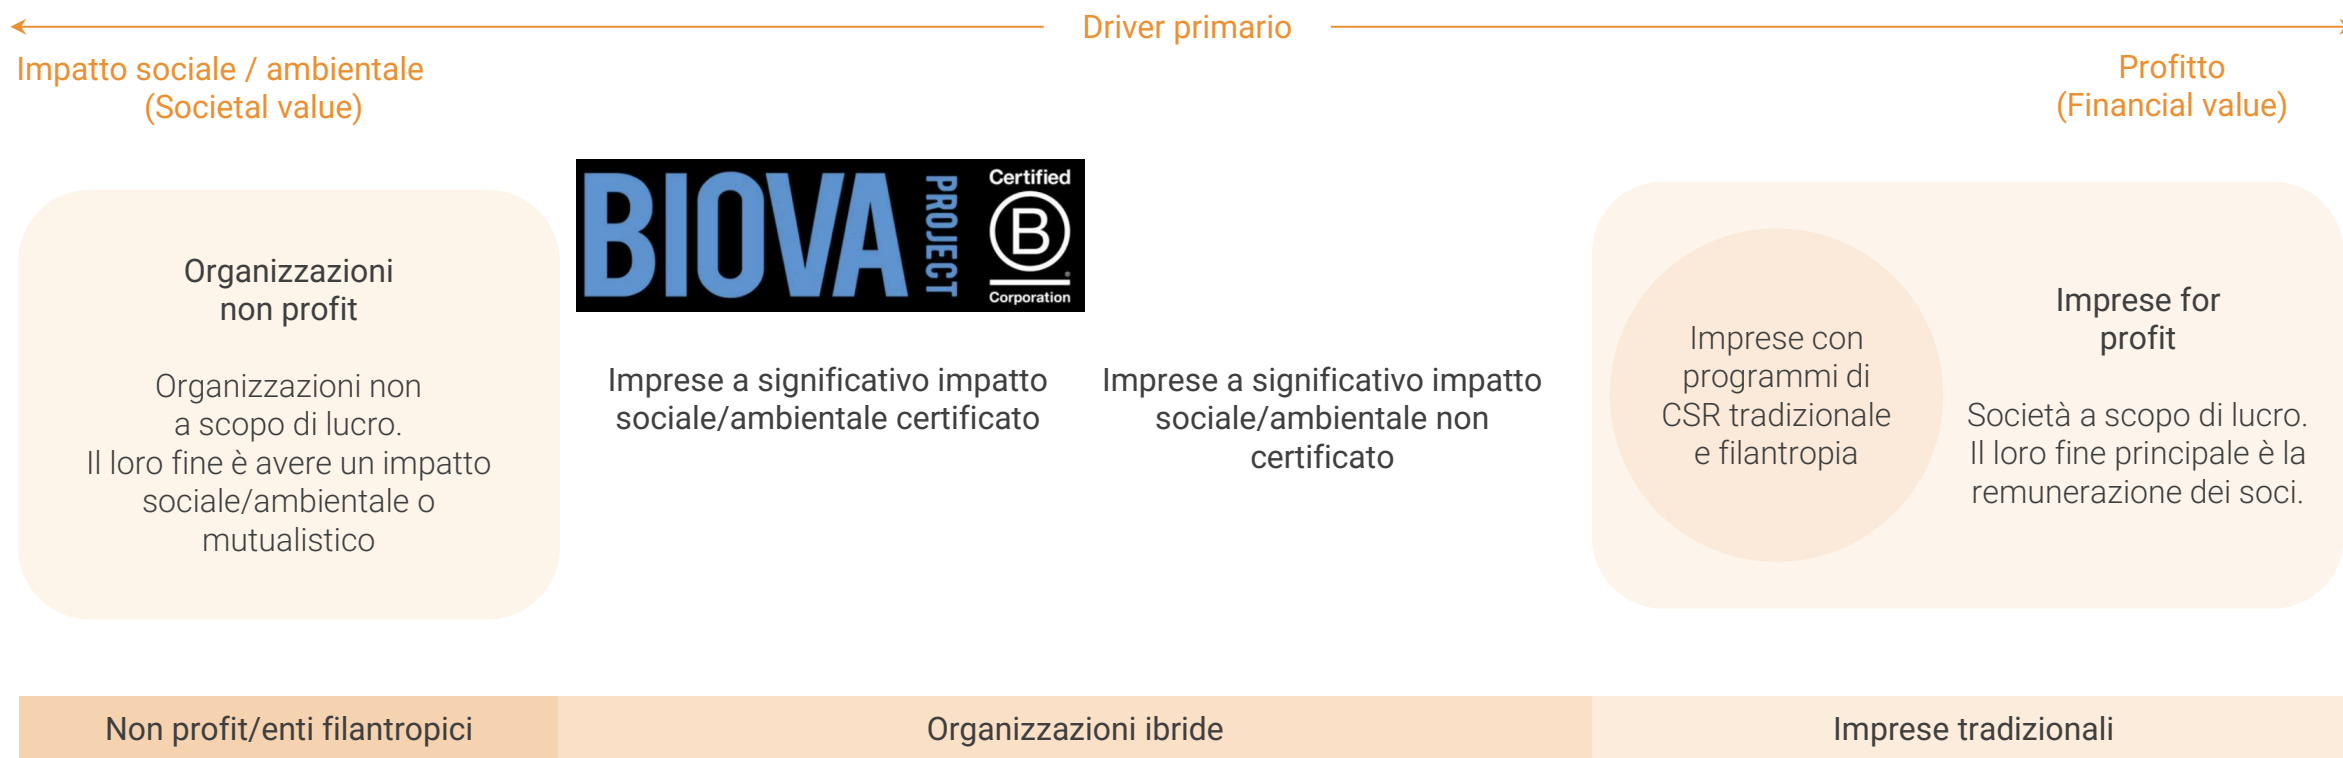 Driver primario
Impatto sociale / ambientale
(Societal value)
Profitto
(Financial value)
Organizzazioni
non profit
Organizzazioni non
a scopo di lucro.
Il loro fine è avere un impatto
sociale/ambientale o
mutualistico
BIOVA
PROJECT
Certified
B
®
Corporation
Imprese a significativo impatto
sociale/ambientale certificato
Imprese a significativo impatto
sociale/ambientale non
certificato
Imprese con
programmi di
CSR tradizionale
e filantropia
Imprese for
profit
Società a scopo di lucro.
Il loro fine principale è la
remunerazione dei soci.
Non profit/enti filantropici
Organizzazioni ibride
Imprese tradizionali